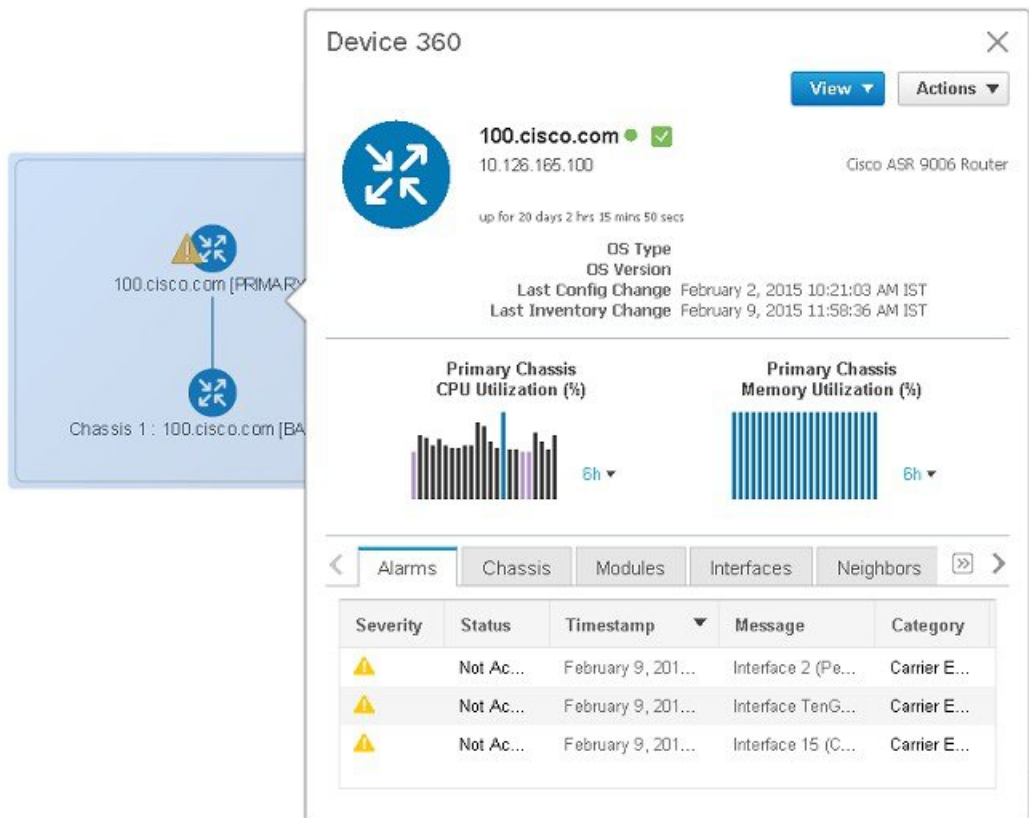 Device 360
View
Actions
100.cisco.com
10.126.165.100
Cisco ASR 9006 Router
up for 20 days 2 hrs 15 mins 50 secs
OS Type
OS Version
Last Config Change February 2, 2015 10:21:03 AM IST
Last Inventory Change February 9, 2015 11:58:36 AM IST
100.cisco.com [PRIMARY
Chassis 1 : 100.cisco.com [BA
Primary Chassis
CPU Utilization (%)
6h
Primary Chassis
Memory Utilization (%)
6h
Alarms Chassis Modules Interfaces Neighbors
Severity Status Timestamp Message Category
Not Ac... February 9, 201... Interface 2 (Pe... Carrier E...
Not Ac... February 9, 201... Interface TenG... Carrier E...
Not Ac... February 9, 201... Interface 15 (C... Carrier E...